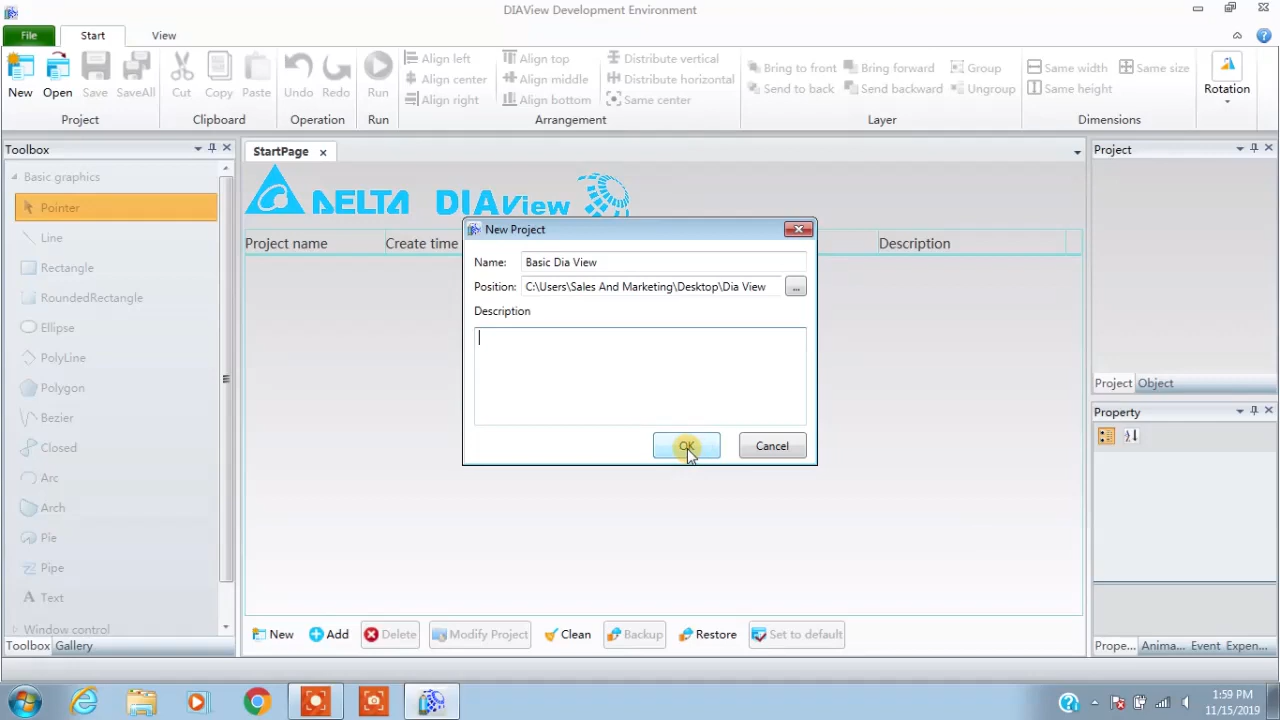 DIAView Development Environment
File Start View
New Open Save SaveAll
Project
Cut Copy Paste
Clipboard
Undo Redo
Operation
Run
Run
Align left Align top Distribute vertical
Align center Align middle Distribute horizontal
Align right Align bottom Same center
Arrangement
Bring to front Bring forward Group
Send to back Send backward Ungroup
Layer
Same width Same size
Same height
Dimensions
Rotation
Toolbox
Basic graphics
Pointer
Line
Rectangle
RoundedRectangle
Ellipse
PolyLine
Polygon
Bezier
Closed
Arc
Arch
Pie
Pipe
Text
Window control
Toolbox Gallery
StartPage
DELTA DIAView
Project name Create time Description
New Project
Name: Basic Dia View
Position: C:\Users\Sales And Marketing\Desktop\Dia View ...
Description
OK Cancel
New Add Delete Modify Project Clean Backup Restore Set to default
Project
Project Object
Property
Prope... Anima... Event Expen...
1:59 PM
11/15/2019